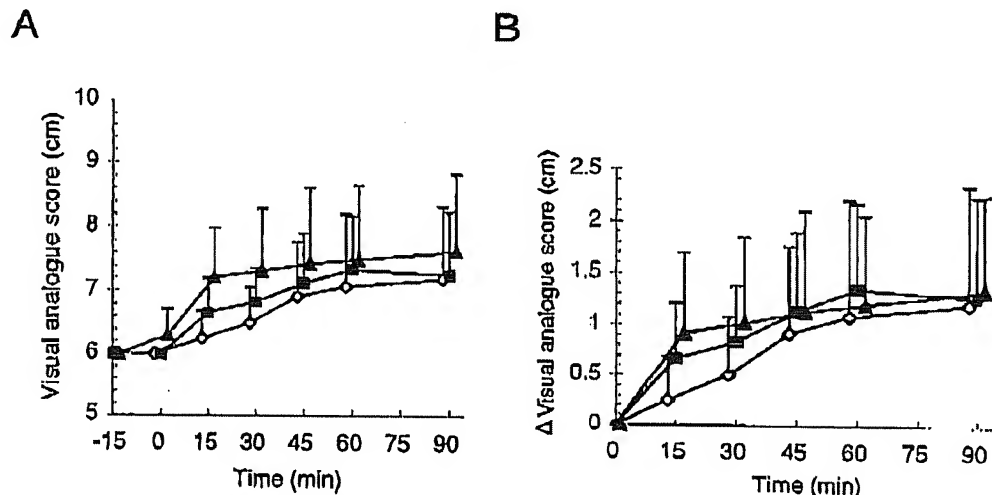 A
B
Visual analogue score (cm)
10
9
8
7
6
5
-15 0 15 30 45 60 75 90
Time (min)
Δ Visual analogue score (cm)
2.5
2
1.5
1
0.5
0
0 15 30 45 60 75 90
Time (min)